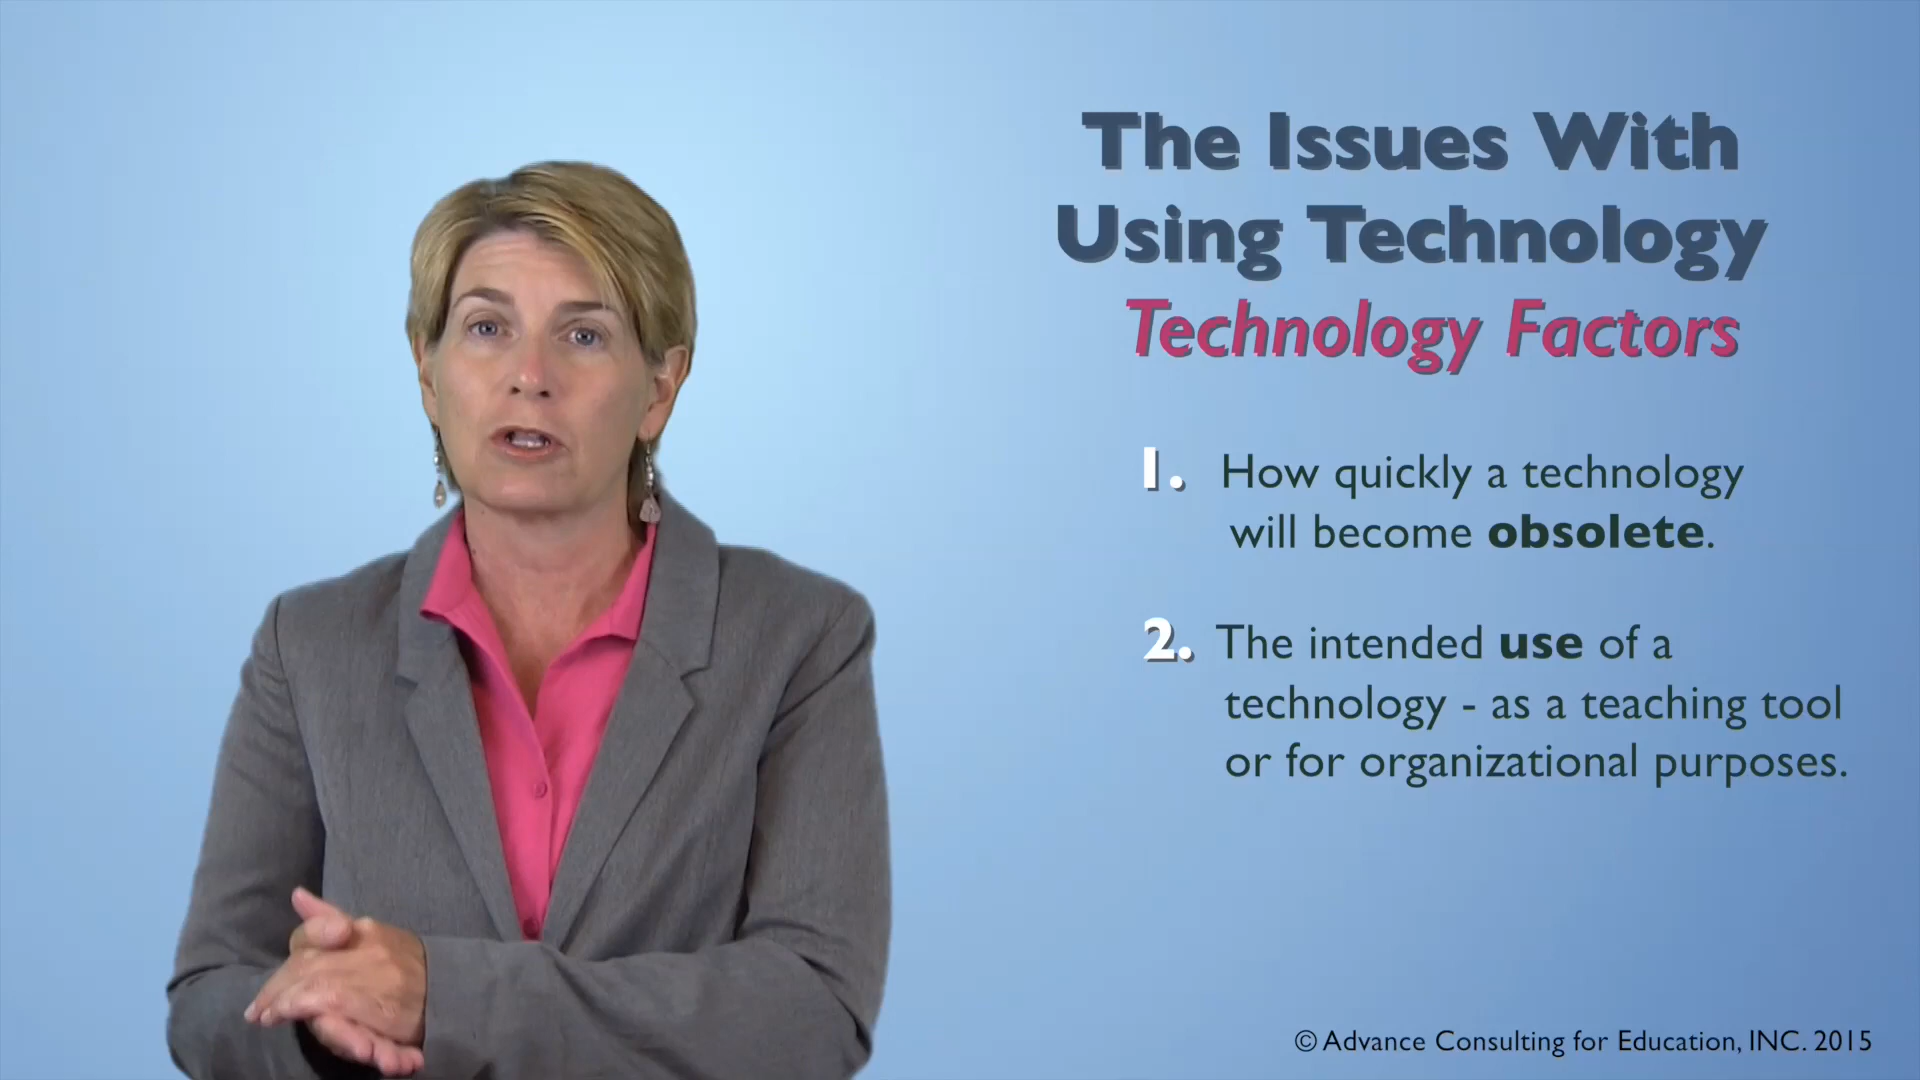 The Issues With
Using Technology
Technology Factors
1. How quickly a technology
will become obsolete.
2. The intended use of a
technology - as a teaching tool
or for organizational purposes.
© Advance Consulting for Education, INC. 2015